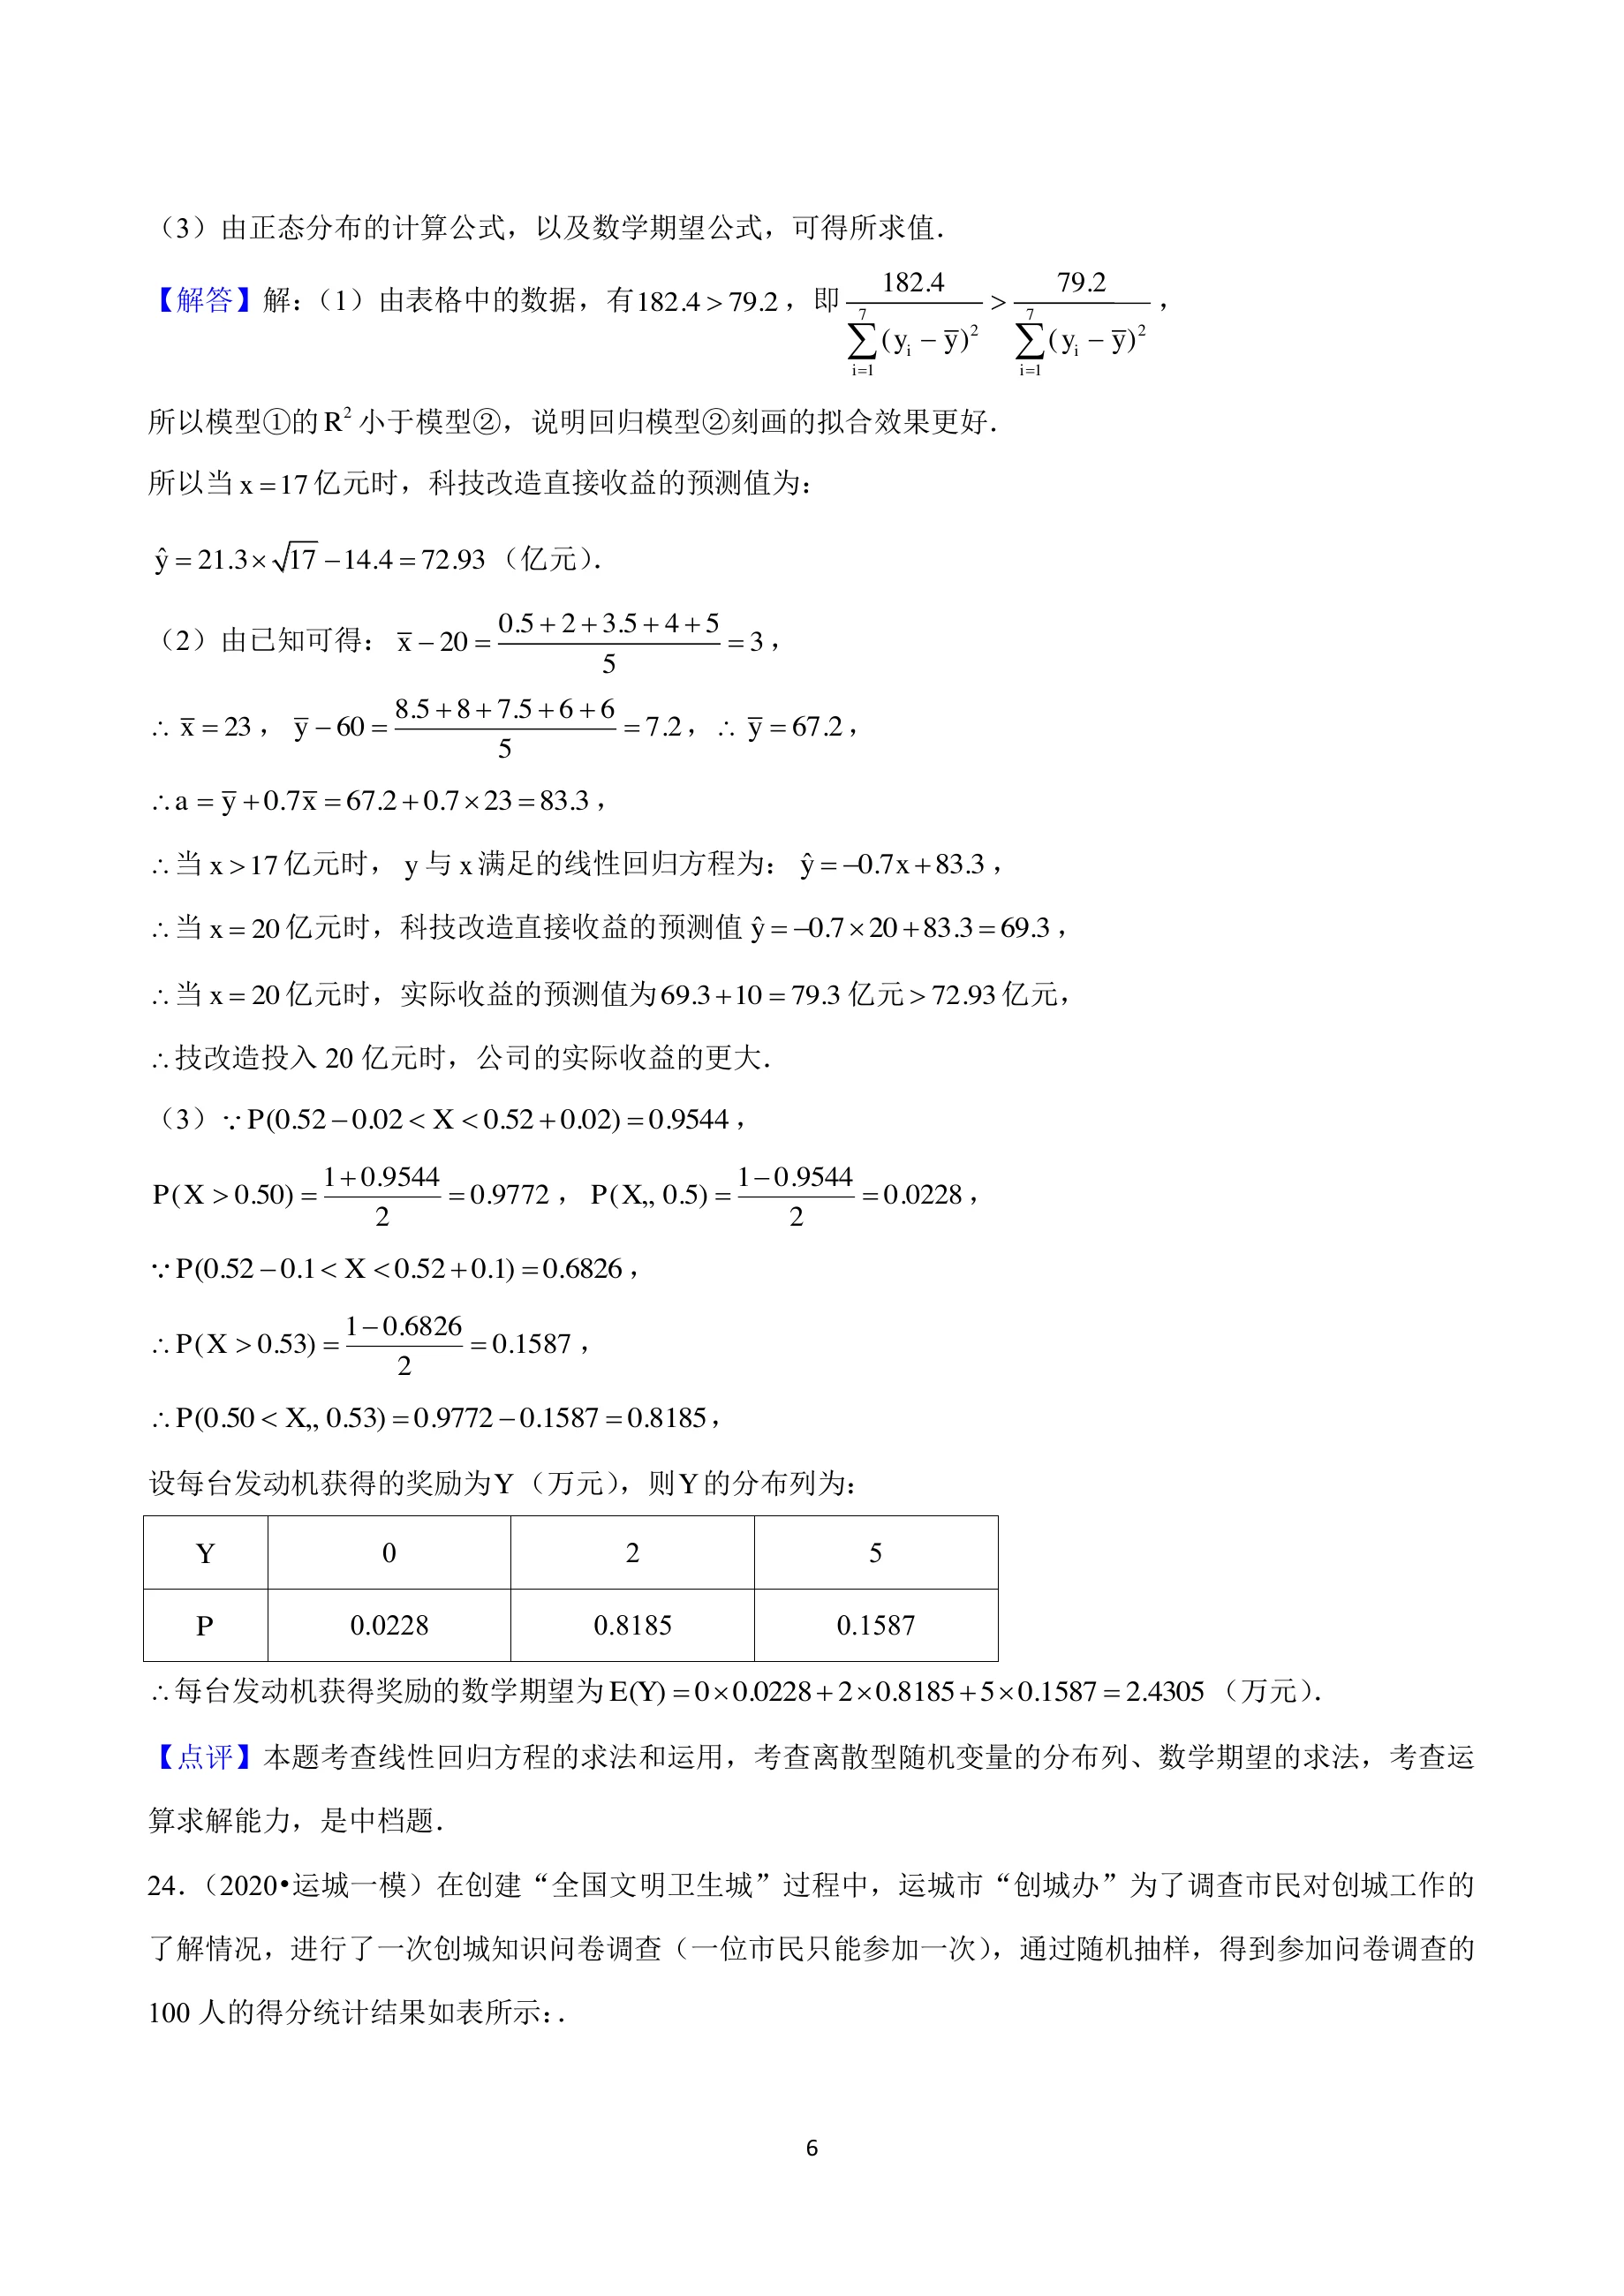 （3）由正态分布的计算公式，以及数学期望公式，可得所求值．
【解答】解：（1）由表格中的数据，有182.4＞79.2，即 $\frac{182.4}{\sum_{i=1}^{7}(y_i-\overline{y})^2}>\frac{79.2}{\sum_{i=1}^{7}(y_i-\overline{y})^2}$，
所以模型①的R²小于模型②，说明回归模型②刻画的拟合效果更好．
所以当x=17亿元时，科技改造直接收益的预测值为：
$\hat{y}=21.3\times\sqrt{17}-14.4=72.93$（亿元）．
（2）由已知可得：$\overline{x}-20=\frac{0.5+2+3.5+4+5}{5}=3$，
∴$\overline{x}=23$，$\overline{y}-60=\frac{8.5+8+7.5+6+6}{5}=7.2$，∴$\overline{y}=67.2$，
∴$a=\overline{y}+0.7\overline{x}=67.2+0.7\times23=83.3$，
∴当x>17亿元时，y与x满足的线性回归方程为：$\hat{y}=-0.7x+83.3$，
∴当x=20亿元时，科技改造直接收益的预测值$\hat{y}=-0.7\times20+83.3=69.3$，
∴当x=20亿元时，实际收益的预测值为69.3+10=79.3亿元>72.93亿元，
∴技改造投入20亿元时，公司的实际收益的更大．
（3）∵P(0.52−0.02<X<0.52+0.02)=0.9544，
$P(X>0.50)=\frac{1+0.9544}{2}=0.9772$，$P(X,, 0.5)=\frac{1-0.9544}{2}=0.0228$，
∵P(0.52−0.1<X<0.52+0.1)=0.6826，
∴$P(X>0.53)=\frac{1-0.6826}{2}=0.1587$，
∴P(0.50<X,, 0.53)=0.9772−0.1587=0.8185，
设每台发动机获得的奖励为Y（万元），则Y的分布列为：
Y 0 2 5
P 0.0228 0.8185 0.1587
∴每台发动机获得奖励的数学期望为E(Y)=0×0.0228+2×0.8185+5×0.1587=2.4305（万元）．
【点评】本题考查线性回归方程的求法和运用，考查离散型随机变量的分布列、数学期望的求法，考查运
算求解能力，是中档题．
24．（2020•运城一模）在创建“全国文明卫生城”过程中，运城市“创城办”为了调查市民对创城工作的
了解情况，进行了一次创城知识问卷调查（一位市民只能参加一次），通过随机抽样，得到参加问卷调查的
100人的得分统计结果如表所示：．
6